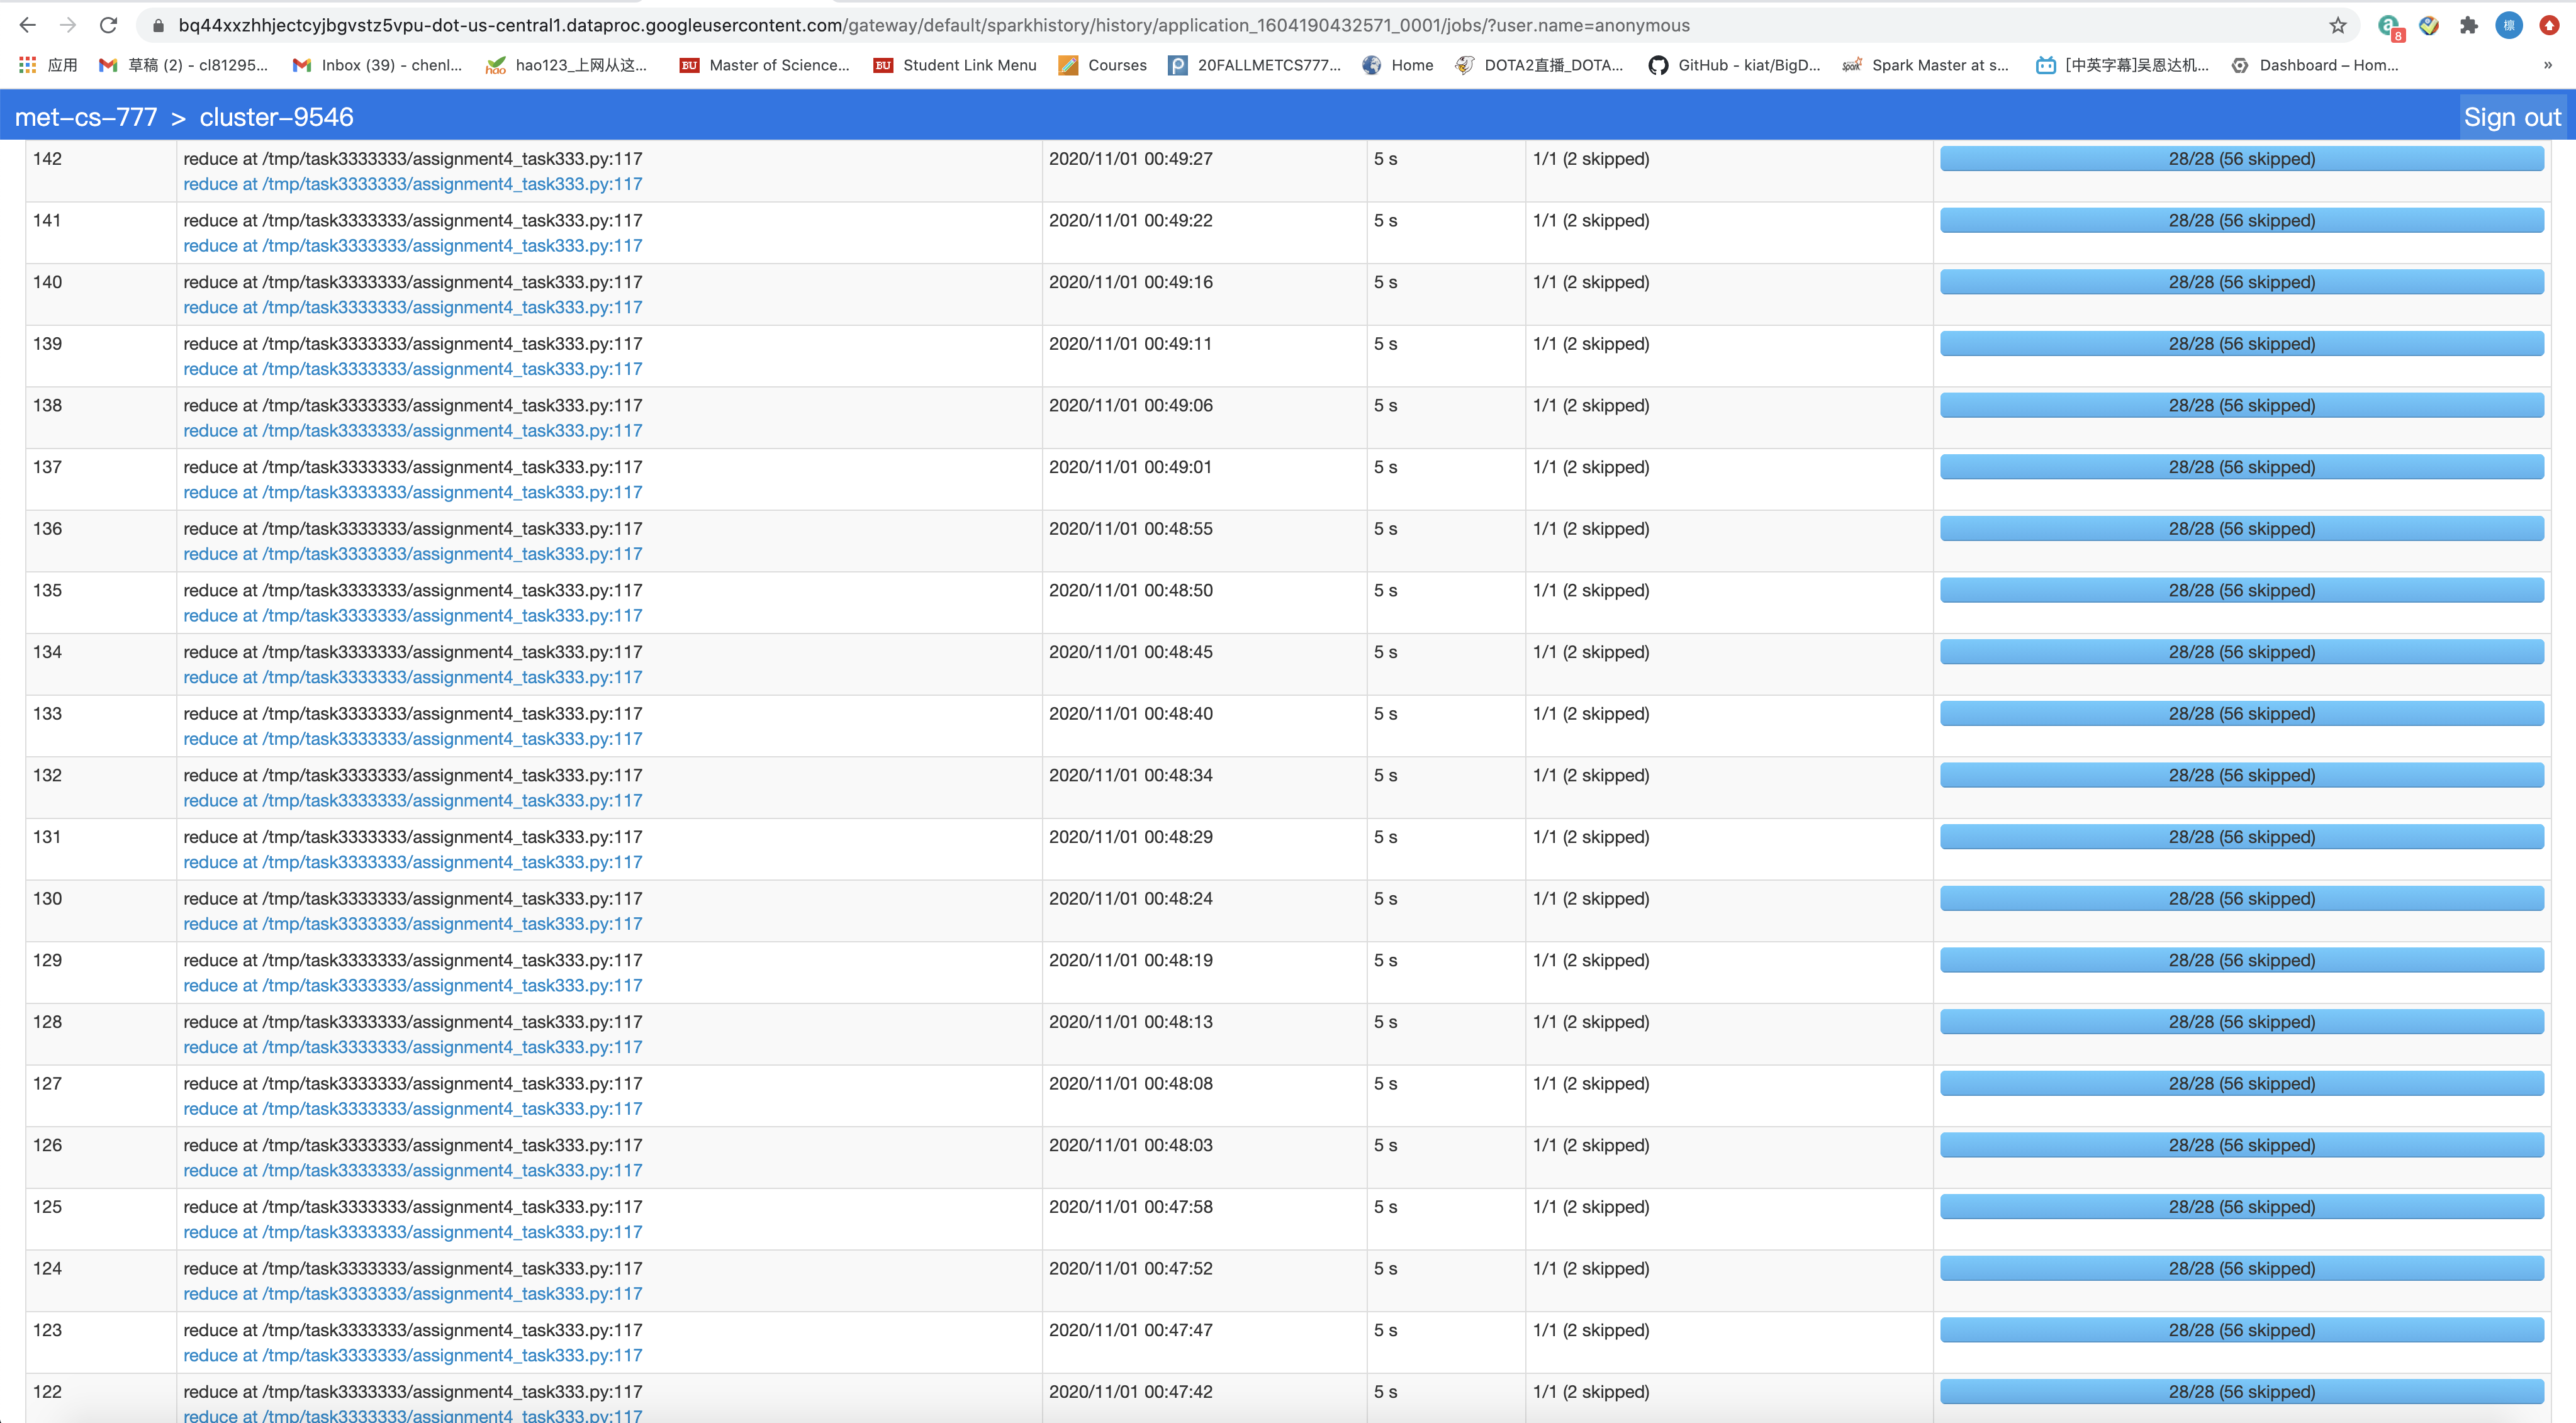 bq44xxzhhjectcyjbgvstz5vpu-dot-us-central1.dataproc.googleusercontent.com/gateway/default/sparkhistory/history/application_1604190432571_0001/jobs/?user.name=anonymous
8
標
应用 草稿 (2) - cl81295... Inbox (39) - chenl... hao hao123_上网从这... BU Master of Science... BU Student Link Menu Courses P 20FALLMETCS777... Home DOTA2直播_DOTA... GitHub - kiat/BigD... Spark Master at s... [中英字幕]吴恩达机... Dashboard – Hom... »
met-cs-777 > cluster-9546 Sign out
142 reduce at /tmp/task3333333/assignment4_task333.py:117 2020/11/01 00:49:27 5 s 1/1 (2 skipped) 28/28 (56 skipped)
reduce at /tmp/task3333333/assignment4_task333.py:117
141 reduce at /tmp/task3333333/assignment4_task333.py:117 2020/11/01 00:49:22 5 s 1/1 (2 skipped) 28/28 (56 skipped)
reduce at /tmp/task3333333/assignment4_task333.py:117
140 reduce at /tmp/task3333333/assignment4_task333.py:117 2020/11/01 00:49:16 5 s 1/1 (2 skipped) 28/28 (56 skipped)
reduce at /tmp/task3333333/assignment4_task333.py:117
139 reduce at /tmp/task3333333/assignment4_task333.py:117 2020/11/01 00:49:11 5 s 1/1 (2 skipped) 28/28 (56 skipped)
reduce at /tmp/task3333333/assignment4_task333.py:117
138 reduce at /tmp/task3333333/assignment4_task333.py:117 2020/11/01 00:49:06 5 s 1/1 (2 skipped) 28/28 (56 skipped)
reduce at /tmp/task3333333/assignment4_task333.py:117
137 reduce at /tmp/task3333333/assignment4_task333.py:117 2020/11/01 00:49:01 5 s 1/1 (2 skipped) 28/28 (56 skipped)
reduce at /tmp/task3333333/assignment4_task333.py:117
136 reduce at /tmp/task3333333/assignment4_task333.py:117 2020/11/01 00:48:55 5 s 1/1 (2 skipped) 28/28 (56 skipped)
reduce at /tmp/task3333333/assignment4_task333.py:117
135 reduce at /tmp/task3333333/assignment4_task333.py:117 2020/11/01 00:48:50 5 s 1/1 (2 skipped) 28/28 (56 skipped)
reduce at /tmp/task3333333/assignment4_task333.py:117
134 reduce at /tmp/task3333333/assignment4_task333.py:117 2020/11/01 00:48:45 5 s 1/1 (2 skipped) 28/28 (56 skipped)
reduce at /tmp/task3333333/assignment4_task333.py:117
133 reduce at /tmp/task3333333/assignment4_task333.py:117 2020/11/01 00:48:40 5 s 1/1 (2 skipped) 28/28 (56 skipped)
reduce at /tmp/task3333333/assignment4_task333.py:117
132 reduce at /tmp/task3333333/assignment4_task333.py:117 2020/11/01 00:48:34 5 s 1/1 (2 skipped) 28/28 (56 skipped)
reduce at /tmp/task3333333/assignment4_task333.py:117
131 reduce at /tmp/task3333333/assignment4_task333.py:117 2020/11/01 00:48:29 5 s 1/1 (2 skipped) 28/28 (56 skipped)
reduce at /tmp/task3333333/assignment4_task333.py:117
130 reduce at /tmp/task3333333/assignment4_task333.py:117 2020/11/01 00:48:24 5 s 1/1 (2 skipped) 28/28 (56 skipped)
reduce at /tmp/task3333333/assignment4_task333.py:117
129 reduce at /tmp/task3333333/assignment4_task333.py:117 2020/11/01 00:48:19 5 s 1/1 (2 skipped) 28/28 (56 skipped)
reduce at /tmp/task3333333/assignment4_task333.py:117
128 reduce at /tmp/task3333333/assignment4_task333.py:117 2020/11/01 00:48:13 5 s 1/1 (2 skipped) 28/28 (56 skipped)
reduce at /tmp/task3333333/assignment4_task333.py:117
127 reduce at /tmp/task3333333/assignment4_task333.py:117 2020/11/01 00:48:08 5 s 1/1 (2 skipped) 28/28 (56 skipped)
reduce at /tmp/task3333333/assignment4_task333.py:117
126 reduce at /tmp/task3333333/assignment4_task333.py:117 2020/11/01 00:48:03 5 s 1/1 (2 skipped) 28/28 (56 skipped)
reduce at /tmp/task3333333/assignment4_task333.py:117
125 reduce at /tmp/task3333333/assignment4_task333.py:117 2020/11/01 00:47:58 5 s 1/1 (2 skipped) 28/28 (56 skipped)
reduce at /tmp/task3333333/assignment4_task333.py:117
124 reduce at /tmp/task3333333/assignment4_task333.py:117 2020/11/01 00:47:52 5 s 1/1 (2 skipped) 28/28 (56 skipped)
reduce at /tmp/task3333333/assignment4_task333.py:117
123 reduce at /tmp/task3333333/assignment4_task333.py:117 2020/11/01 00:47:47 5 s 1/1 (2 skipped) 28/28 (56 skipped)
reduce at /tmp/task3333333/assignment4_task333.py:117
122 reduce at /tmp/task3333333/assignment4_task333.py:117 2020/11/01 00:47:42 5 s 1/1 (2 skipped) 28/28 (56 skipped)
reduce at /tmp/task3333333/assignment4_task333.py:117